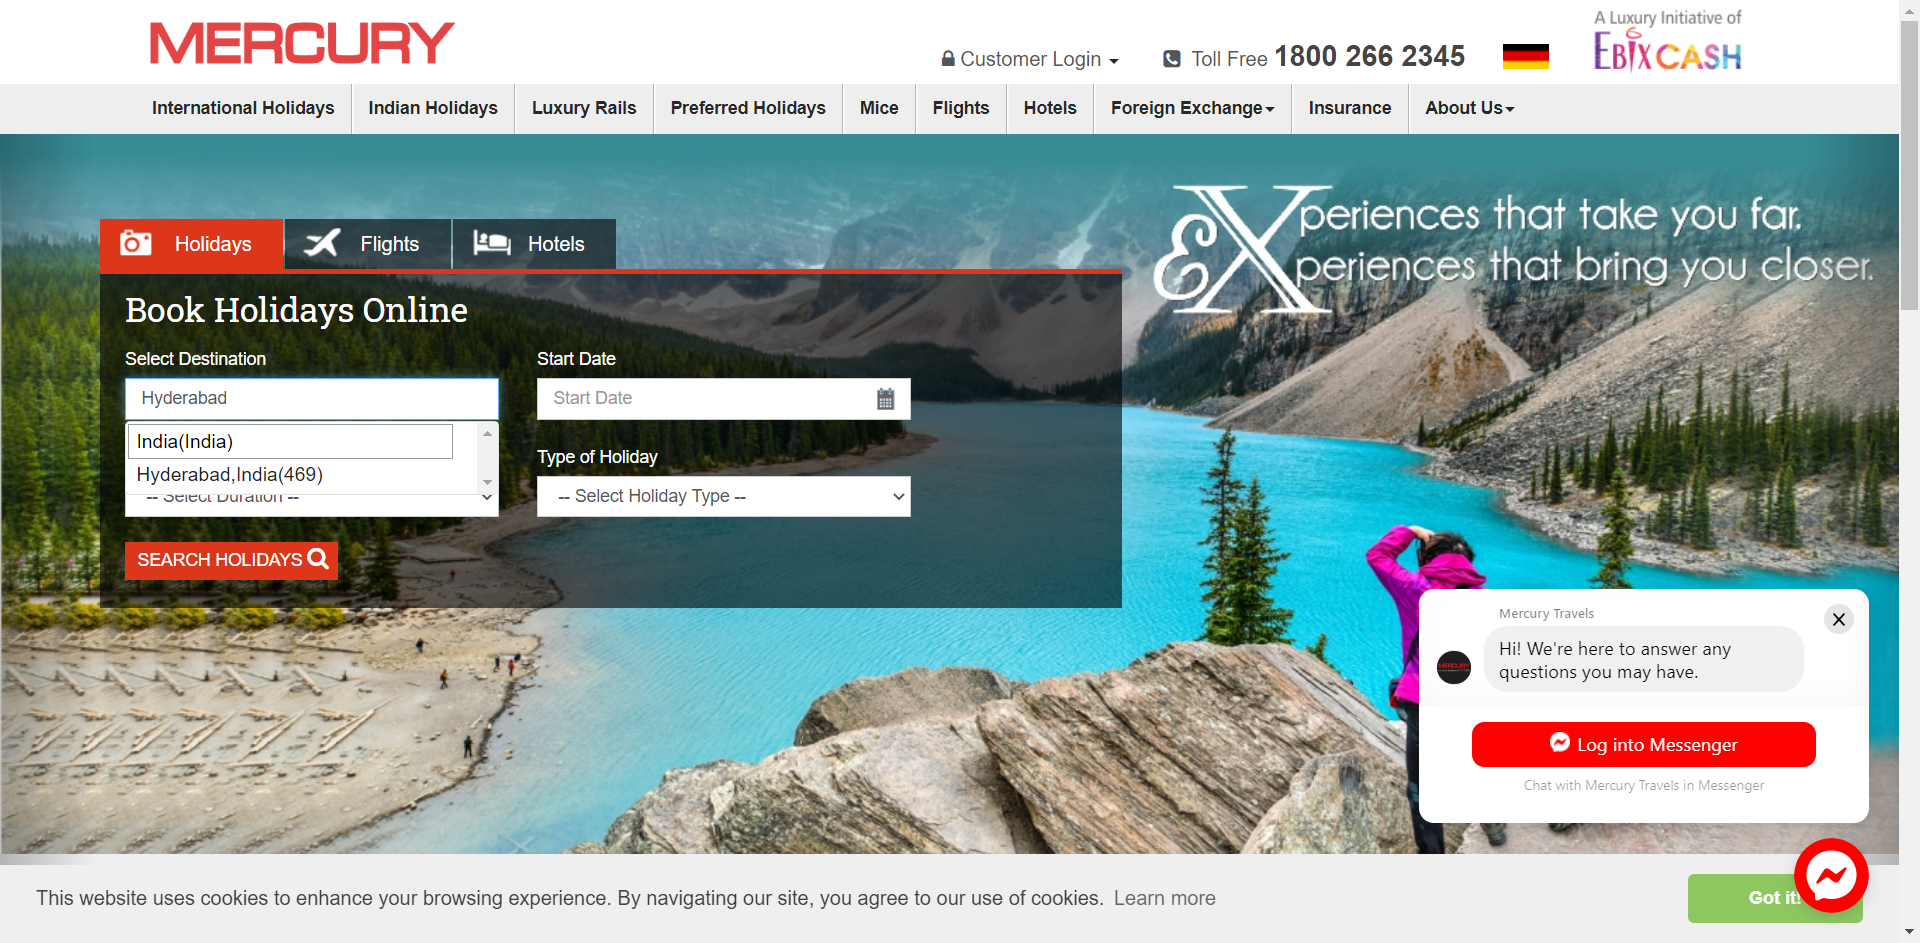 MERCURY
Customer Login
Toll Free 1800 266 2345
A Luxury Initiative of
EBIXCASH
International Holidays
Indian Holidays
Luxury Rails
Preferred Holidays
Mice
Flights
Hotels
Foreign Exchange
Insurance
About Us
eXperiences that take you far.
Xperiences that bring you closer.
Holidays
Flights
Hotels
Book Holidays Online
Select Destination
Start Date
Hyderabad
Start Date
India(India)
Hyderabad,India(469)
Type of Holiday
-- Select Duration --
-- Select Holiday Type --
SEARCH HOLIDAYS
Mercury Travels
MERCURY
Hi! We're here to answer any
questions you may have.
Log into Messenger
Chat with Mercury Travels in Messenger
This website uses cookies to enhance your browsing experience. By navigating our site, you agree to our use of cookies. Learn more
Got it!